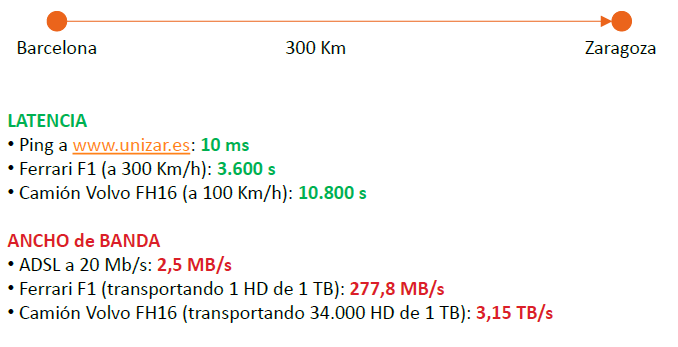 Barcelona 300 Km Zaragoza
LATENCIA
• Ping a www.unizar.es: 10 ms
• Ferrari F1 (a 300 Km/h): 3.600 s
• Camión Volvo FH16 (a 100 Km/h): 10.800 s
ANCHO de BANDA
• ADSL a 20 Mb/s: 2,5 MB/s
• Ferrari F1 (transportando 1 HD de 1 TB): 277,8 MB/s
• Camión Volvo FH16 (transportando 34.000 HD de 1 TB): 3,15 TB/s